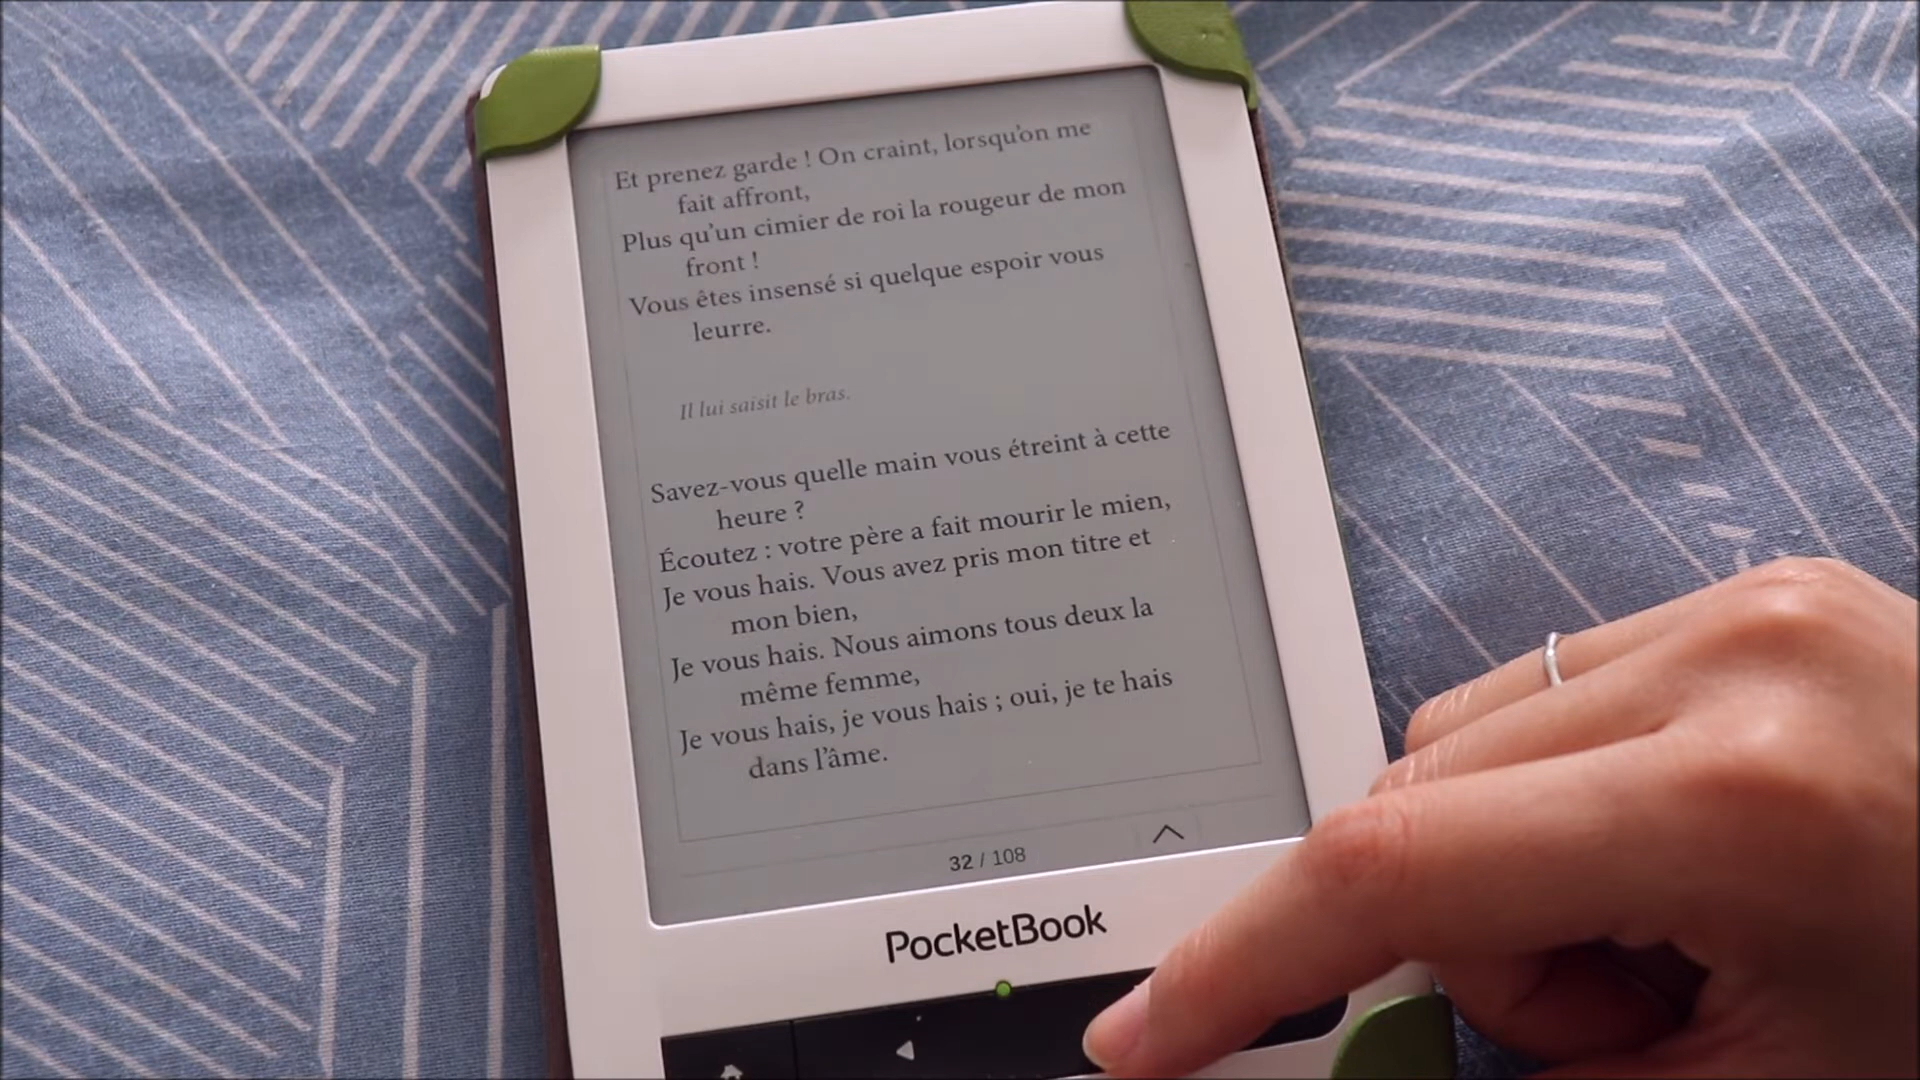 Et prenez garde ! On craint, lorsqu'on me
fait affront,
Plus qu'un cimier de roi la rougeur de mon
front !
Vous êtes insensé si quelque espoir vous
leurre.
Il lui saisit le bras.
Savez-vous quelle main vous étreint à cette
heure ?
Écoutez : votre père a fait mourir le mien,
Je vous hais. Vous avez pris mon titre et
mon bien,
Je vous hais. Nous aimons tous deux la
même femme,
Je vous hais, je vous hais ; oui, je te hais
dans l'âme.
32 / 108
PocketBook